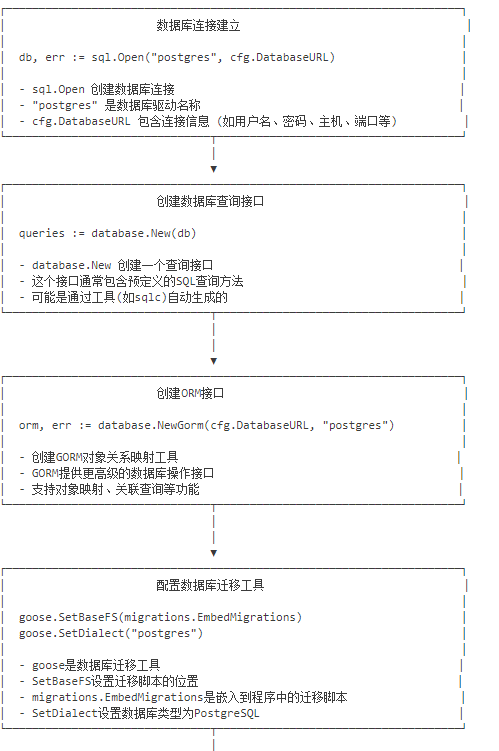 数据库连接建立
db, err := sql.Open("postgres", cfg.DatabaseURL)
- sql.Open 创建数据库连接
- "postgres" 是数据库驱动名称
- cfg.DatabaseURL 包含连接信息 (如用户名、密码、主机、端口等)
创建数据库查询接口
queries := database.New(db)
- database.New 创建一个查询接口
- 这个接口通常包含预定义的SQL查询方法
- 可能是通过工具(如sqlc)自动生成的
创建ORM接口
orm, err := database.NewGorm(cfg.DatabaseURL, "postgres")
- 创建GORM对象关系映射工具
- GORM提供更高级的数据库操作接口
- 支持对象映射、关联查询等功能
配置数据库迁移工具
goose.SetBaseFS(migrations.EmbedMigrations)
goose.SetDialect("postgres")
- goose是数据库迁移工具
- SetBaseFS设置迁移脚本的位置
- migrations.EmbedMigrations是嵌入到程序中的迁移脚本
- SetDialect设置数据库类型为PostgreSQL